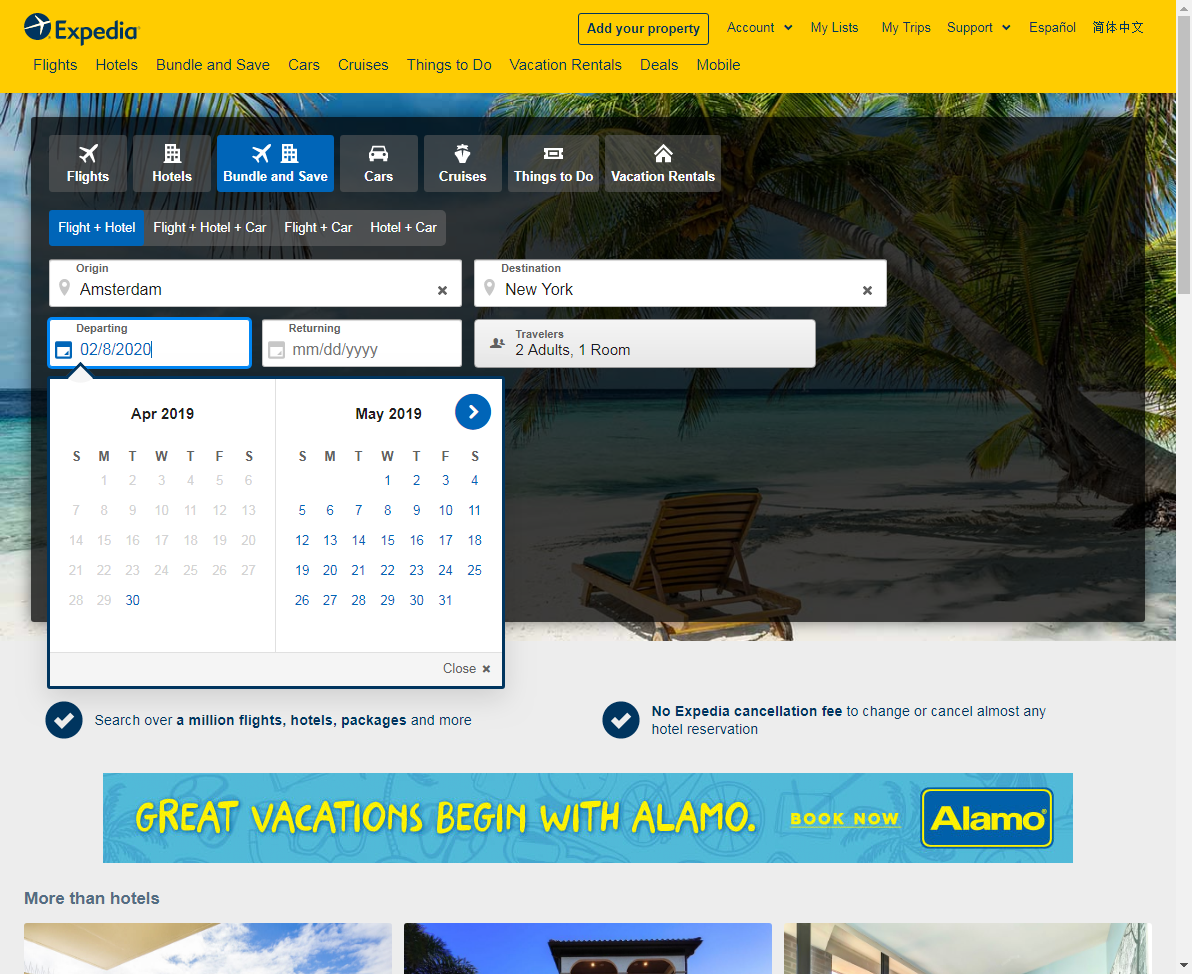 Expedia
Add your property
Account
My Lists
My Trips
Support
Español
简体中文
Flights Hotels Bundle and Save Cars Cruises Things to Do Vacation Rentals Deals Mobile
Flights Hotels Bundle and Save Cars Cruises Things to Do Vacation Rentals
Flight + Hotel Flight + Hotel + Car Flight + Car Hotel + Car
Origin
Amsterdam
Destination
New York
Departing
02/8/2020
Returning
mm/dd/yyyy
Travelers
2 Adults, 1 Room
Apr 2019
S M T W T F S
1 2 3 4 5 6
7 8 9 10 11 12 13
14 15 16 17 18 19 20
21 22 23 24 25 26 27
28 29 30
May 2019
S M T W T F S
1 2 3 4
5 6 7 8 9 10 11
12 13 14 15 16 17 18
19 20 21 22 23 24 25
26 27 28 29 30 31
Close
Search over a million flights, hotels, packages and more
No Expedia cancellation fee to change or cancel almost any
hotel reservation
GREAT VACATIONS BEGIN WITH ALAMO.
BOOK NOW
Alamo
More than hotels